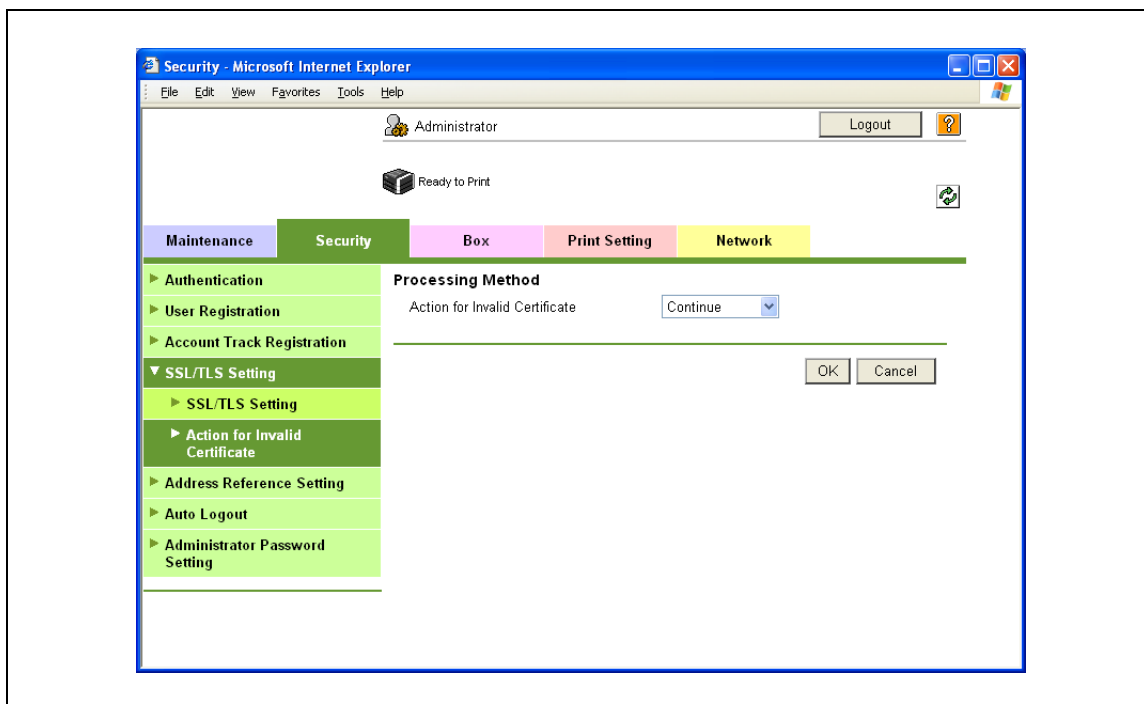 Security - Microsoft Internet Explorer
File Edit View Favorites Tools Help
Administrator
Logout
?
Ready to Print
Maintenance Security Box Print Setting Network
Authentication
User Registration
Account Track Registration
SSL/TLS Setting
SSL/TLS Setting
Action for Invalid
Certificate
Address Reference Setting
Auto Logout
Administrator Password
Setting
Processing Method
Action for Invalid Certificate Continue
OK Cancel